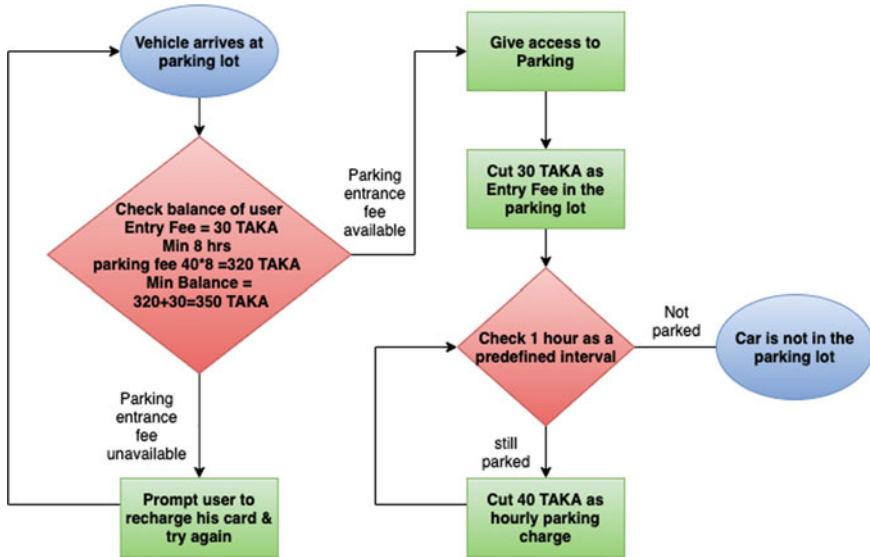 Vehicle arrives at
parking lot
Check balance of user
Entry Fee = 30 TAKA
Min 8 hrs
parking fee 40*8 =320 TAKA
Min Balance =
320+30=350 TAKA
Parking
entrance
fee
unavailable
Prompt user to
recharge his card &
try again
Parking
entrance
fee
available
Give access to
Parking
Cut 30 TAKA as
Entry Fee in the
parking lot
Check 1 hour as a
predefined interval
Not
parked
Car is not in the
parking lot
still
parked
Cut 40 TAKA as
hourly parking
charge